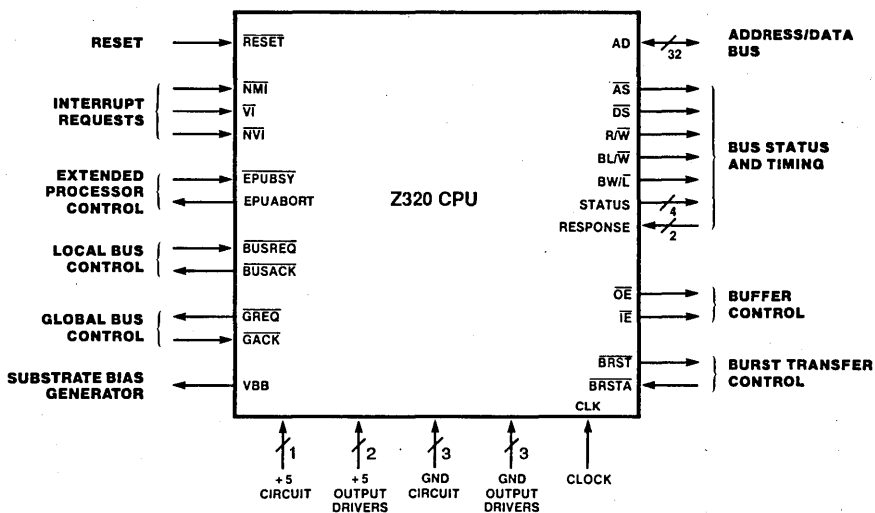 RESET
RESET
AD
32
ADDRESS/DATA
BUS
INTERRUPT
REQUESTS
NMI
VI
NVI
AS
DS
R/W
BL/W
BW/L
STATUS
4
RESPONSE
2
BUS STATUS
AND TIMING
EXTENDED
PROCESSOR
CONTROL
EPUBSY
EPUABORT
Z320 CPU
LOCAL BUS
CONTROL
BUSREQ
BUSACK
GLOBAL BUS
CONTROL
GREQ
GACK
OE
IE
BUFFER
CONTROL
SUBSTRATE BIAS
GENERATOR
VBB
BRST
BRSTA
BURST TRANSFER
CONTROL
CLK
1
2
3
3
+5
CIRCUIT
+5
OUTPUT
DRIVERS
GND
CIRCUIT
GND
OUTPUT
DRIVERS
CLOCK